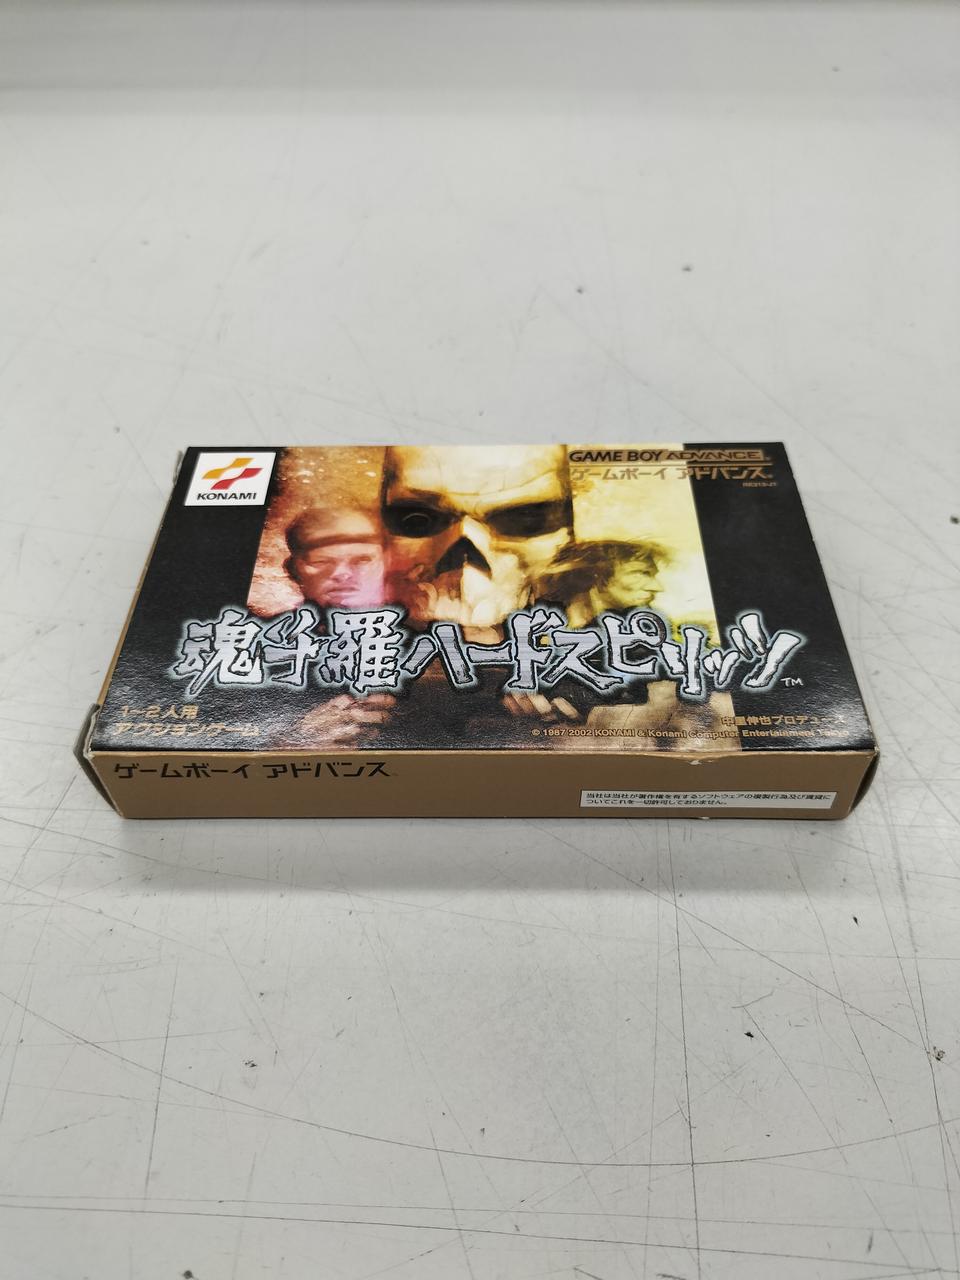 KONAMI
GAME BOY ADVANCE
ゲームボーイ アドバンス
魂斗羅ハードスピリッツ™
1~2人用
アクションゲーム
中里伸也プロデュース
© 1987 2002 KONAMI & Konami Computer Entertainment Tokyo
ゲームボーイ アドバンス
当社は当社が著作権を有するソフトウェアの複製行為及び賃貸に
ついてこれを一切許可しておりません。